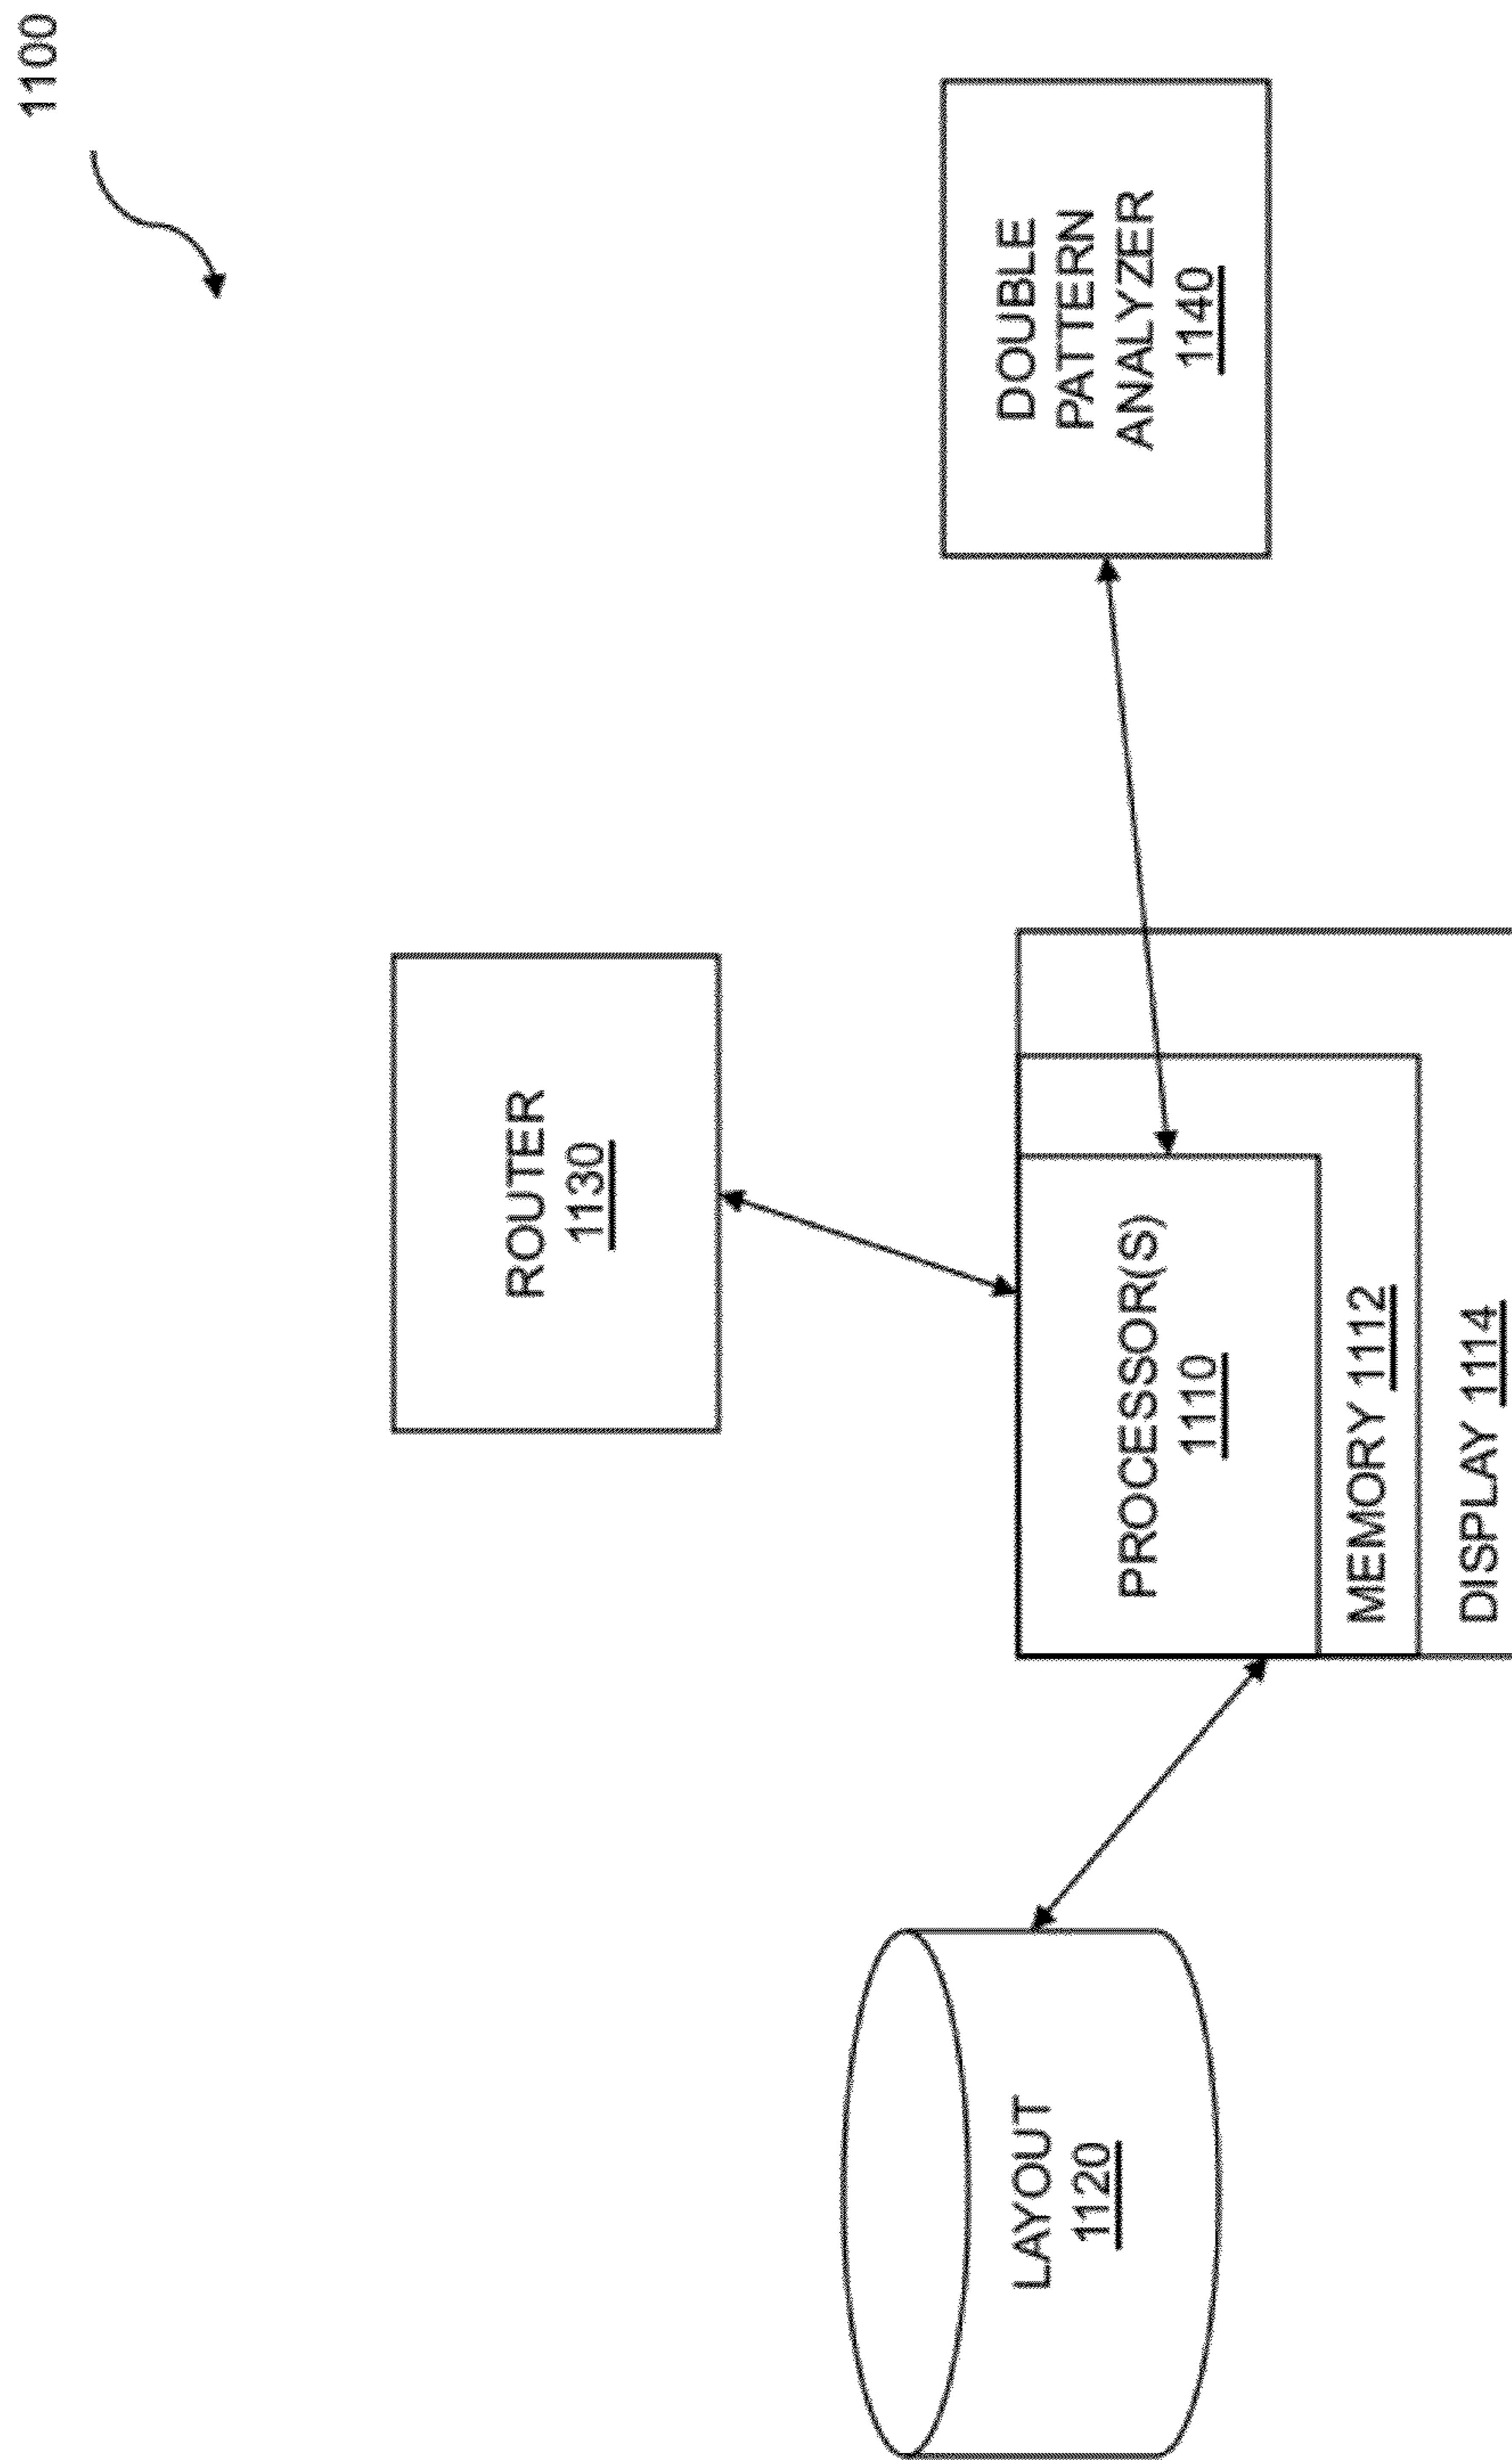 1100
ROUTER
1130
LAYOUT
1120
PROCESSOR(S)
1110
MEMORY 1112
DISPLAY 1114
DOUBLE
PATTERN
ANALYZER
1140